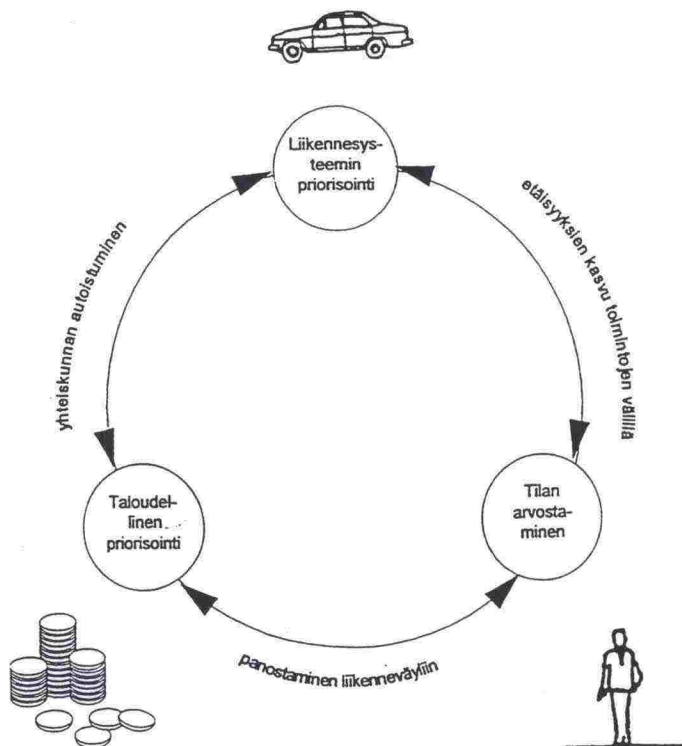 Liikennesys-
teemin
priorisointi
yhteiskunnan autoistuminen
etäisyyksien kasvu toimintojen välillä
Taloudel-
linen
priorisointi
Tilan
arvosta-
minen
panostaminen liikenneväyliin